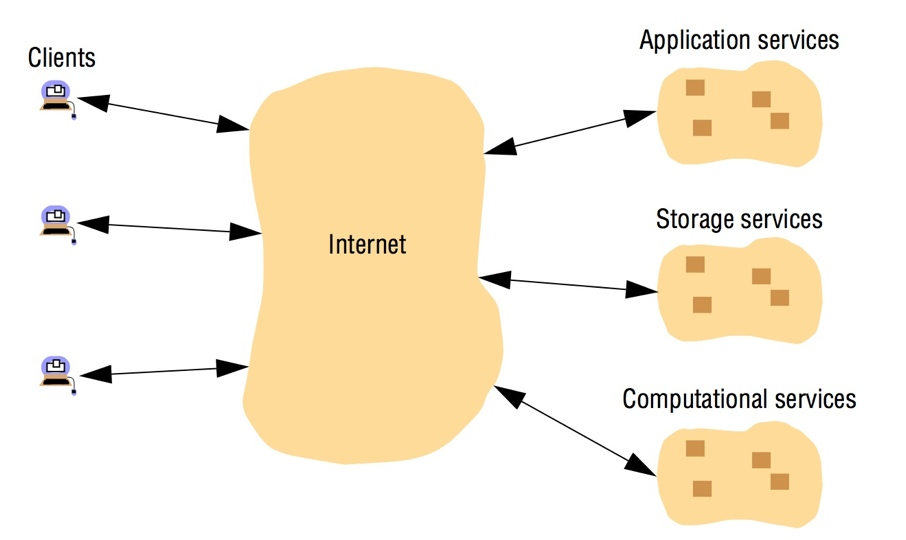 Clients
Application services
Storage services
Internet
Computational services